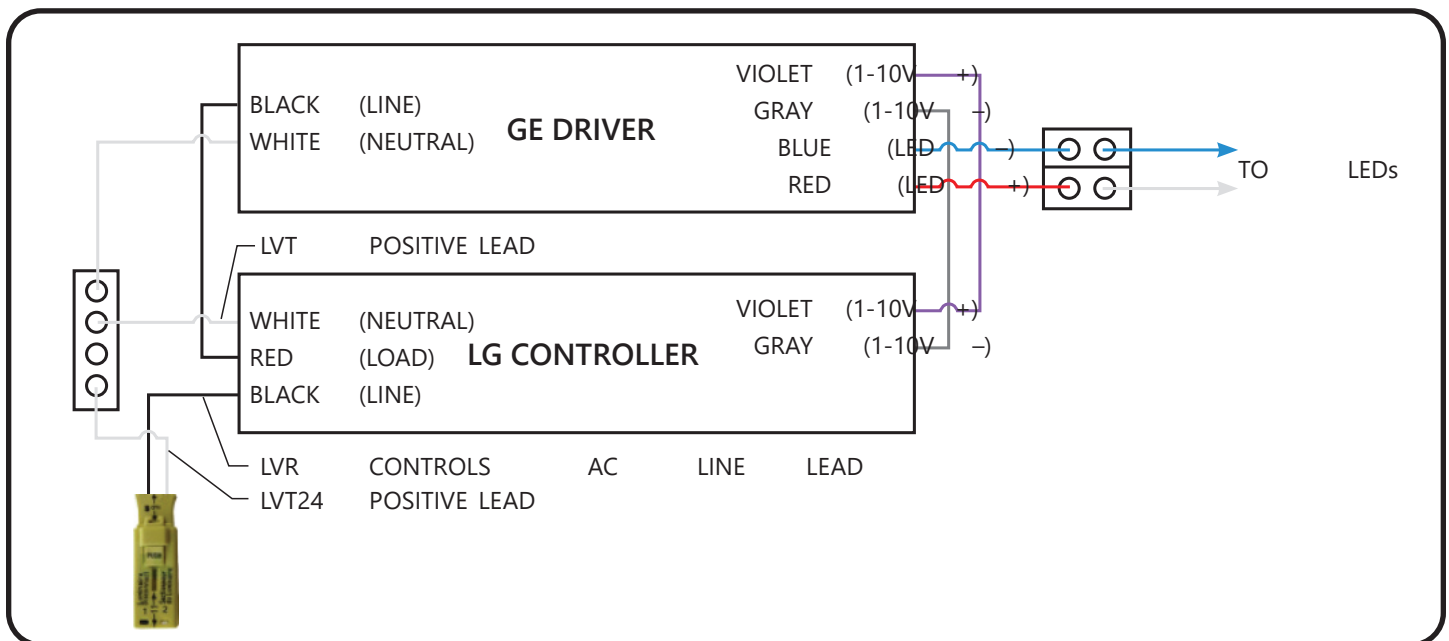 VIOLET (1-10V +)
BLACK (LINE)
GRAY (1-10V –)
GE DRIVER
WHITE (NEUTRAL)
BLUE (LED –)
RED (LED +)
TO LEDs
LVT POSITIVE LEAD
VIOLET (1-10V +)
WHITE (NEUTRAL)
GRAY (1-10V –)
RED (LOAD)
LG CONTROLLER
BLACK (LINE)
LVR CONTROLS AC LINE LEAD
LVT24 POSITIVE LEAD
PUSH